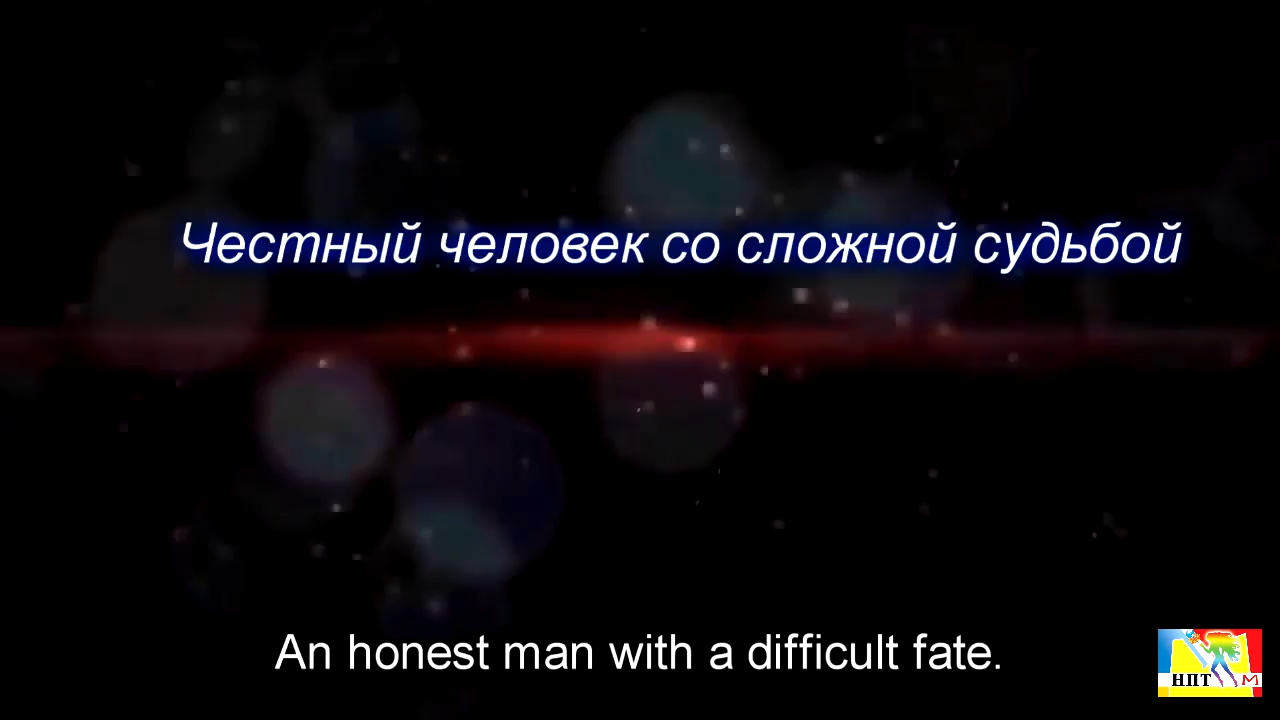 Честный человек со сложной судьбой
An honest man with a difficult fate.
НПТ М